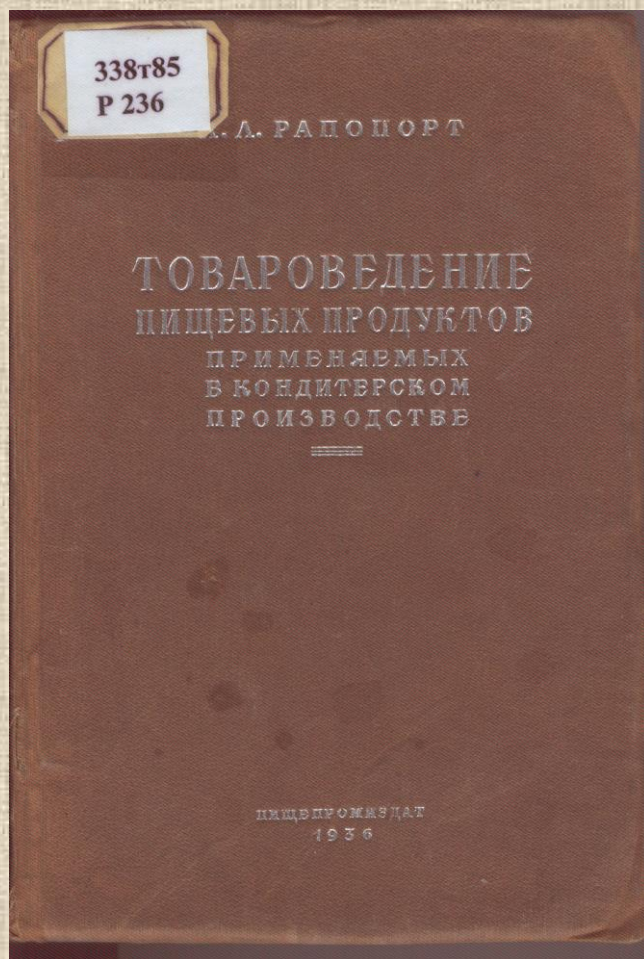 338т85
Р 236
Л. РАПОПОРТ
ТОВАРОВЕДЕНИЕ
ПИЩЕВЫХ ПРОДУКТОВ
ПРИМЕНЯЕМЫХ
В КОНДИТЕРСКОМ
ПРОИЗВОДСТВЕ
ПИЩЕПРОМИЗДАТ
1936